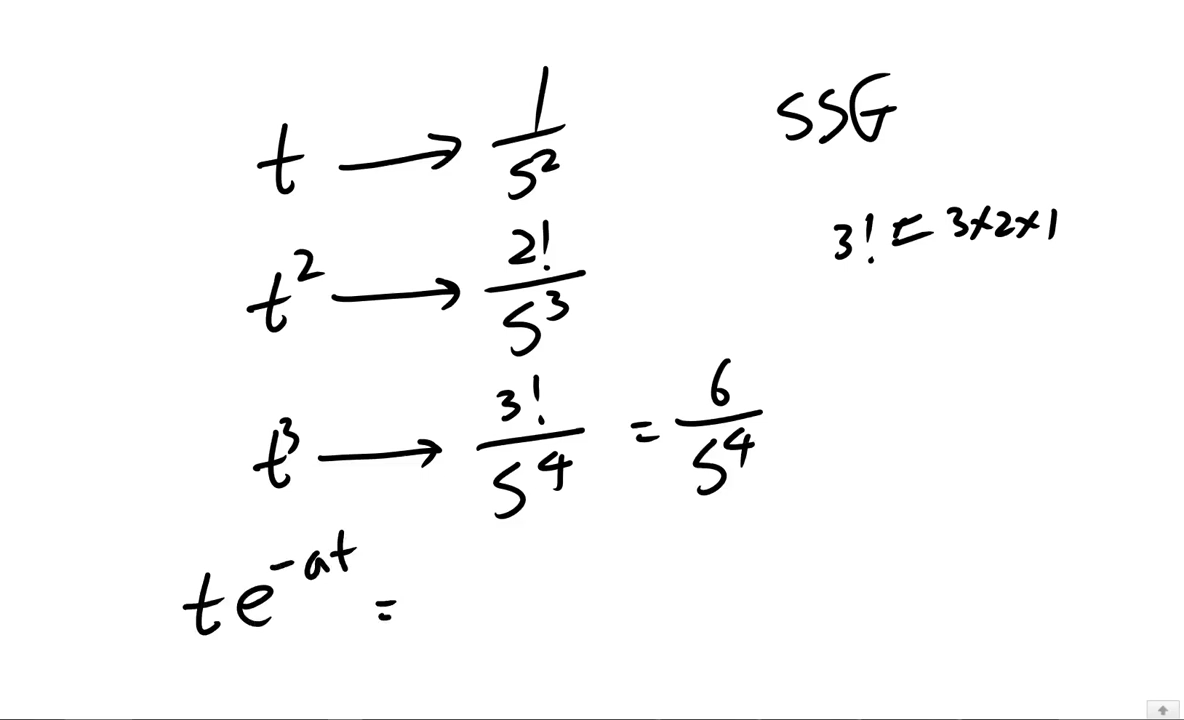 t → 1/s²
SSG
t² → 2!/s³
3! = 3×2×1
t³ → 3!/s⁴ = 6/s⁴
te^-at =